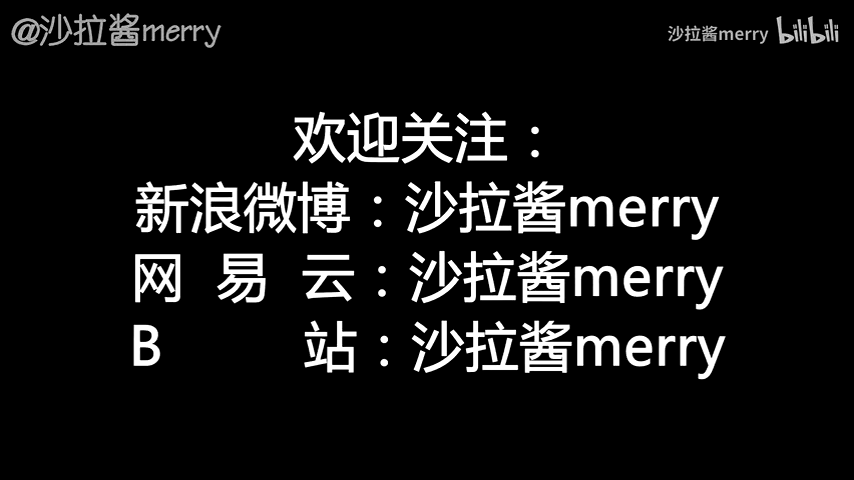 @沙拉酱merry
沙拉酱merry bilibili
欢迎关注：
新浪微博：沙拉酱merry
网 易 云：沙拉酱merry
B 站：沙拉酱merry